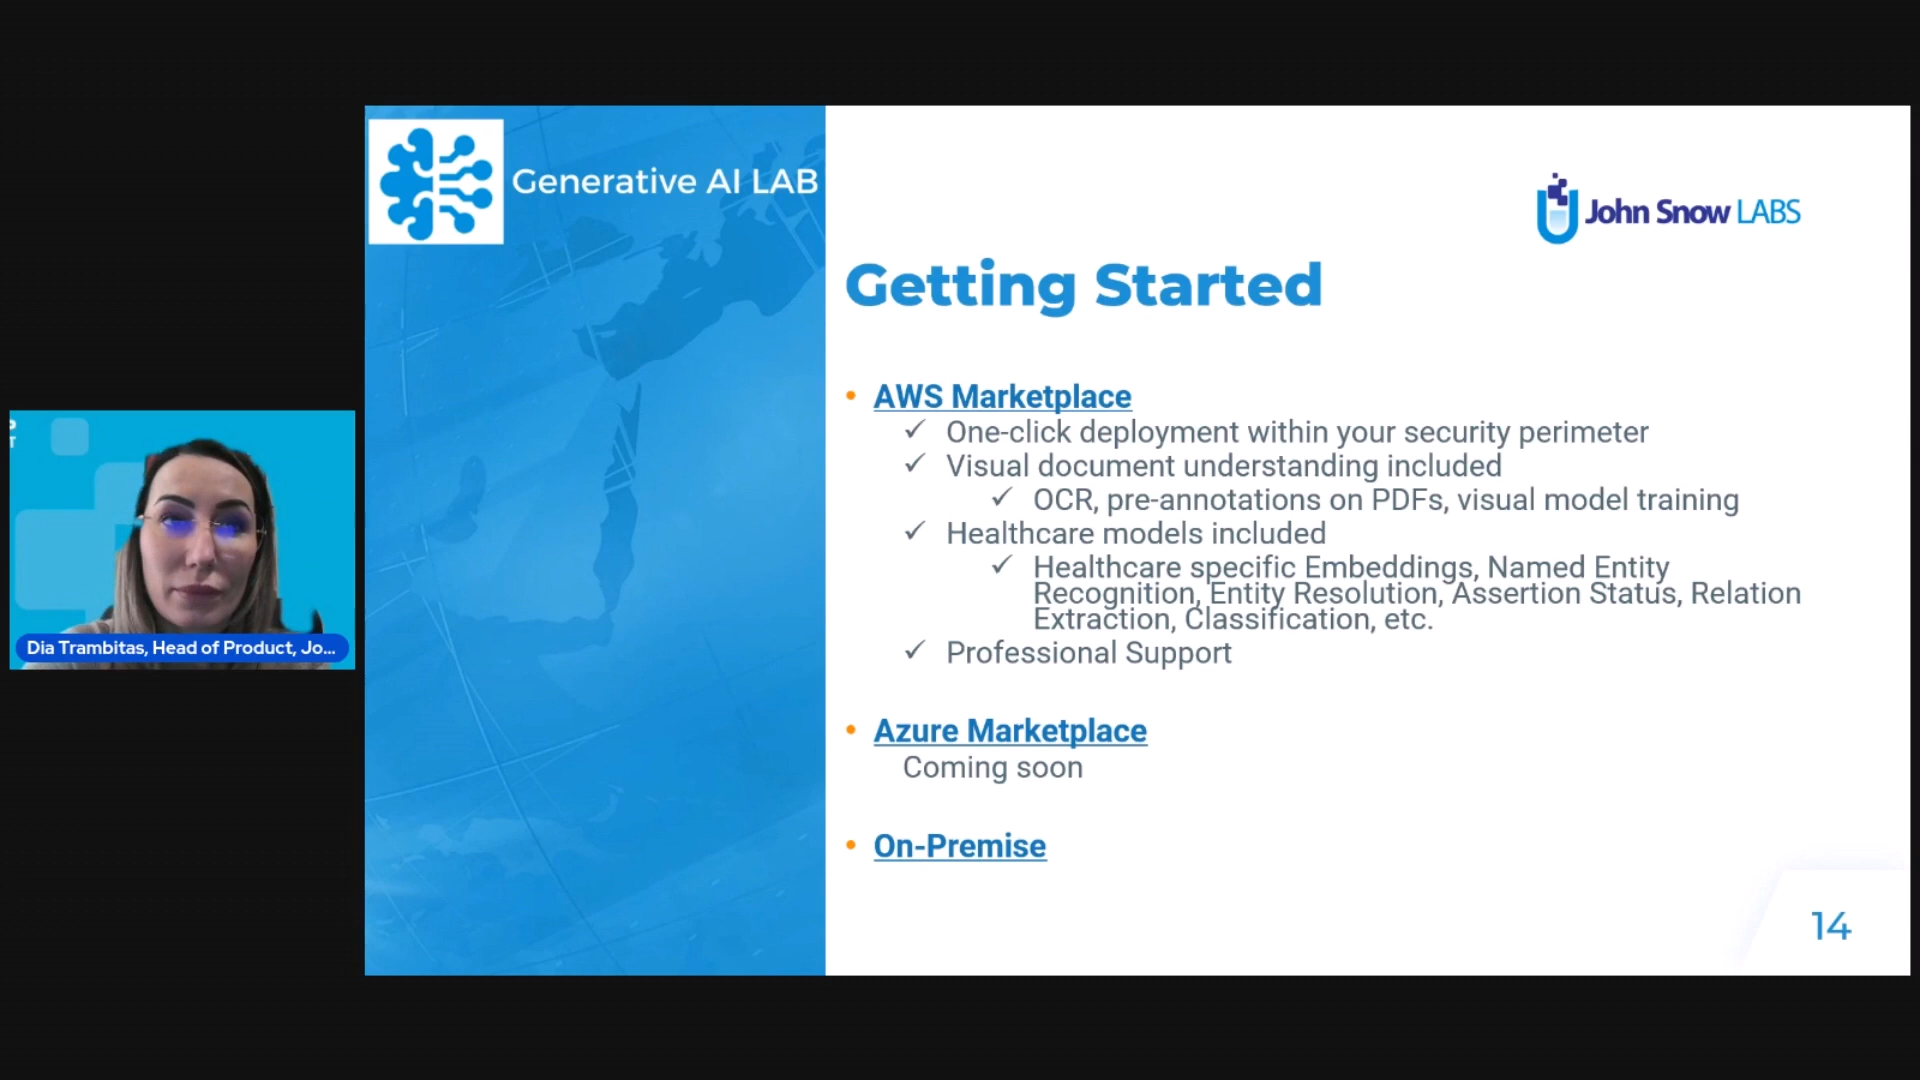 Generative AI LAB
John Snow LABS
Getting Started
• AWS Marketplace
✓ One-click deployment within your security perimeter
✓ Visual document understanding included
✓ OCR, pre-annotations on PDFs, visual model training
✓ Healthcare models included
✓ Healthcare specific Embeddings, Named Entity
Recognition, Entity Resolution, Assertion Status, Relation
Extraction, Classification, etc.
✓ Professional Support
• Azure Marketplace
Coming soon
• On-Premise
14
Dia Trambitas, Head of Product, Jo...